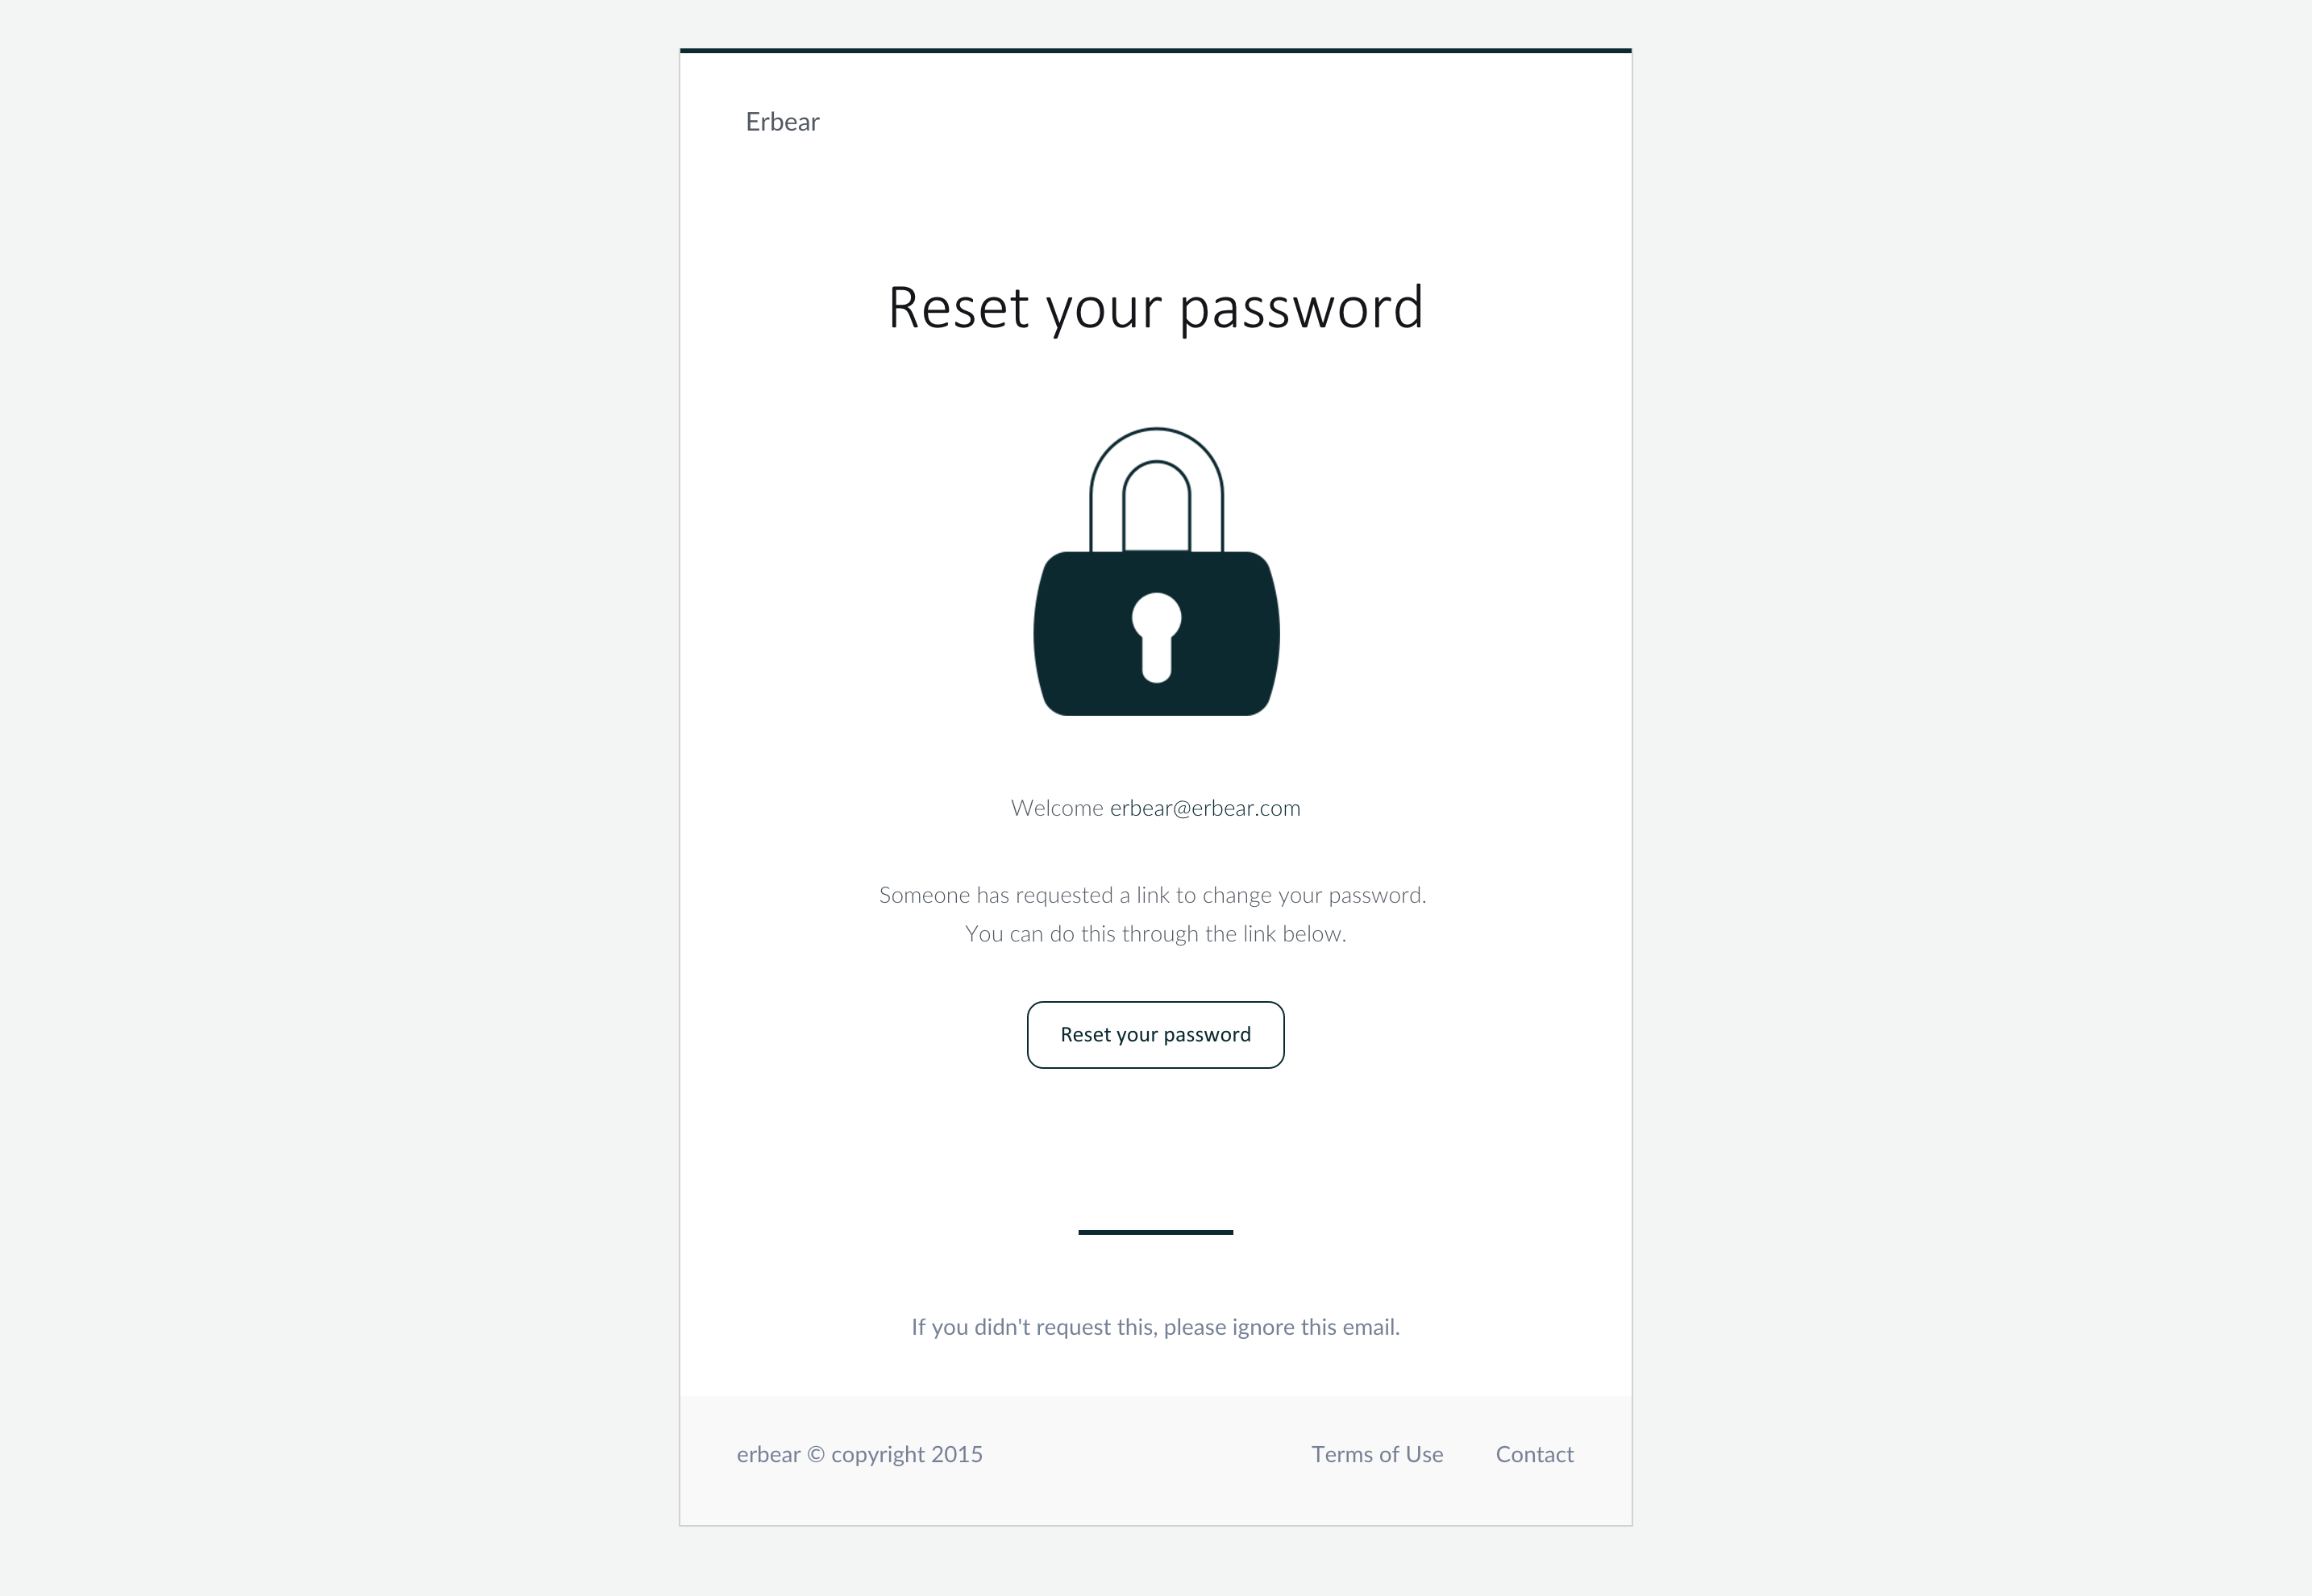 Erbear
Reset your password
Welcome erbear@erbear.com
Someone has requested a link to change your password.
You can do this through the link below.
Reset your password
If you didn't request this, please ignore this email.
erbear © copyright 2015 Terms of Use Contact